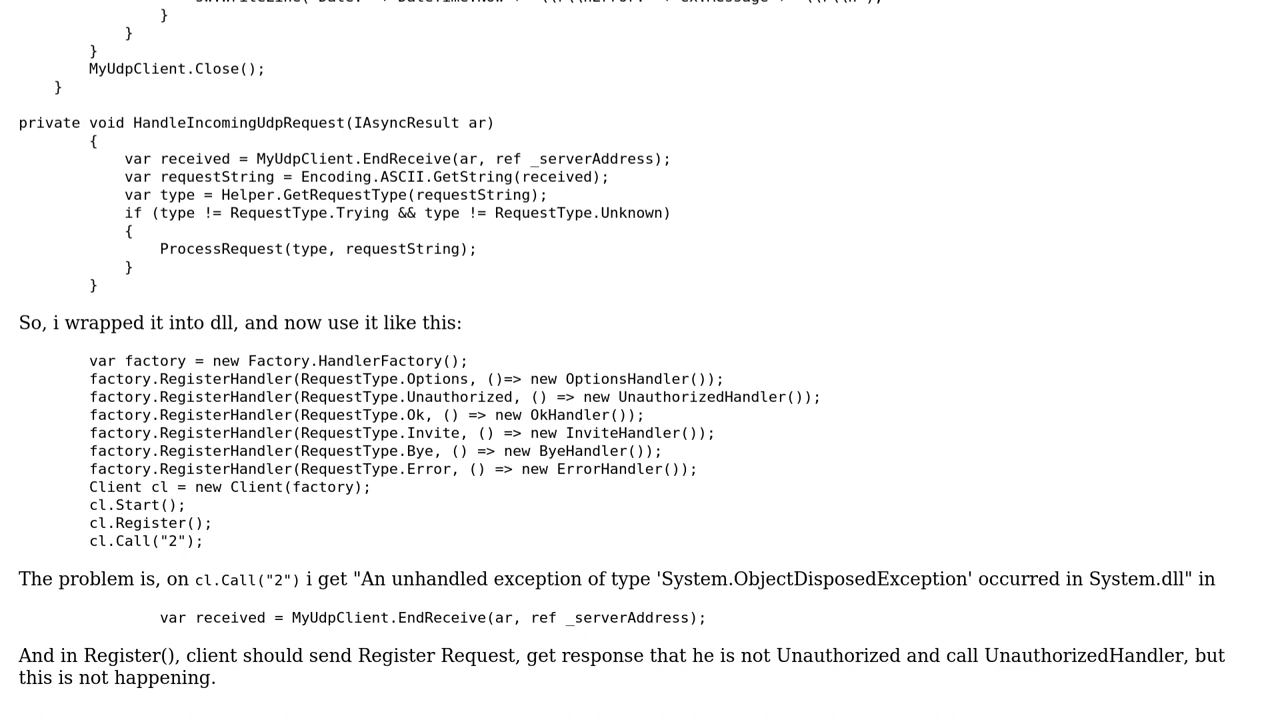 }
}
}
MyUdpClient.Close();
}
private void HandleIncomingUdpRequest(IAsyncResult ar)
{
var received = MyUdpClient.EndReceive(ar, ref _serverAddress);
var requestString = Encoding.ASCII.GetString(received);
var type = Helper.GetRequestType(requestString);
if (type != RequestType.Trying && type != RequestType.Unknown)
{
ProcessRequest(type, requestString);
}
}
So, i wrapped it into dll, and now use it like this:
var factory = new Factory.HandlerFactory();
factory.RegisterHandler(RequestType.Options, ()=> new OptionsHandler());
factory.RegisterHandler(RequestType.Unauthorized, () => new UnauthorizedHandler());
factory.RegisterHandler(RequestType.Ok, () => new OkHandler());
factory.RegisterHandler(RequestType.Invite, () => new InviteHandler());
factory.RegisterHandler(RequestType.Bye, () => new ByeHandler());
factory.RegisterHandler(RequestType.Error, () => new ErrorHandler());
Client cl = new Client(factory);
cl.Start();
cl.Register();
cl.Call("2");
The problem is, on cl.Call("2") i get "An unhandled exception of type 'System.ObjectDisposedException' occurred in System.dll" in
var received = MyUdpClient.EndReceive(ar, ref _serverAddress);
And in Register(), client should send Register Request, get response that he is not Unauthorized and call UnauthorizedHandler, but
this is not happening.